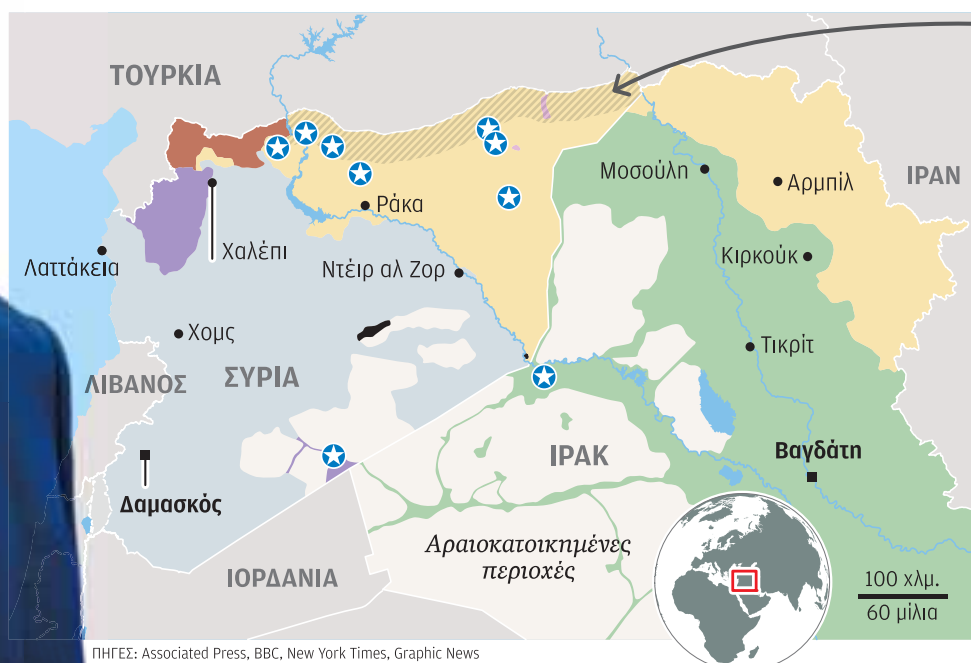 ΤΟΥΡΚΙΑ
Μοσούλη
Αρμπίλ
ΙΡΑΝ
Ράκα
Χαλέπι
Λαττάκεια
Ντέιρ αλ Ζορ
Κιρκούκ
Χομς
Τικρίτ
ΛΙΒΑΝΟΣ
ΣΥΡΙΑ
ΙΡΑΚ
Βαγδάτη
Δαμασκός
Αραιοκατοικημένες
περιοχές
ΙΟΡΔΑΝΙΑ
100 χλμ.
60 μίλια
ΠΗΓΕΣ: Associated Press, BBC, New York Times, Graphic News